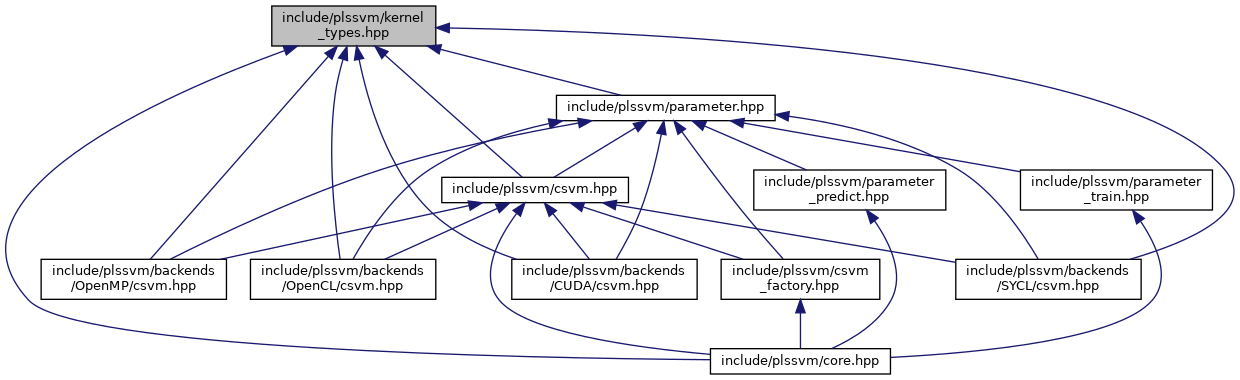 include/plssvm/kernel
_types.hpp
include/plssvm/parameter.hpp
include/plssvm/csvm.hpp
include/plssvm/parameter
_predict.hpp
include/plssvm/parameter
_train.hpp
include/plssvm/backends
/OpenMP/csvm.hpp
include/plssvm/backends
/OpenCL/csvm.hpp
include/plssvm/backends
/CUDA/csvm.hpp
include/plssvm/csvm
_factory.hpp
include/plssvm/backends
/SYCL/csvm.hpp
include/plssvm/core.hpp